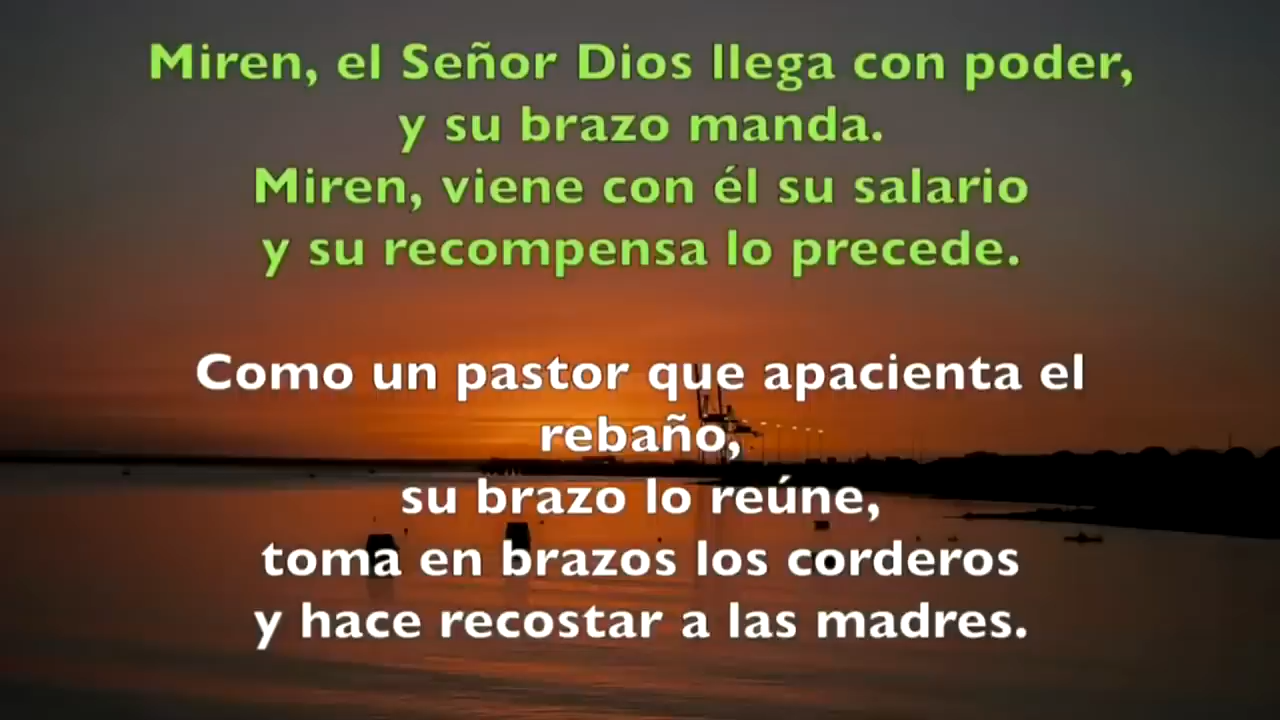 Miren, el Señor Dios llega con poder,
y su brazo manda.
Miren, viene con él su salario
y su recompensa lo precede.
Como un pastor que apacienta el
rebaño,
su brazo lo reúne,
toma en brazos los corderos
y hace recostar a las madres.